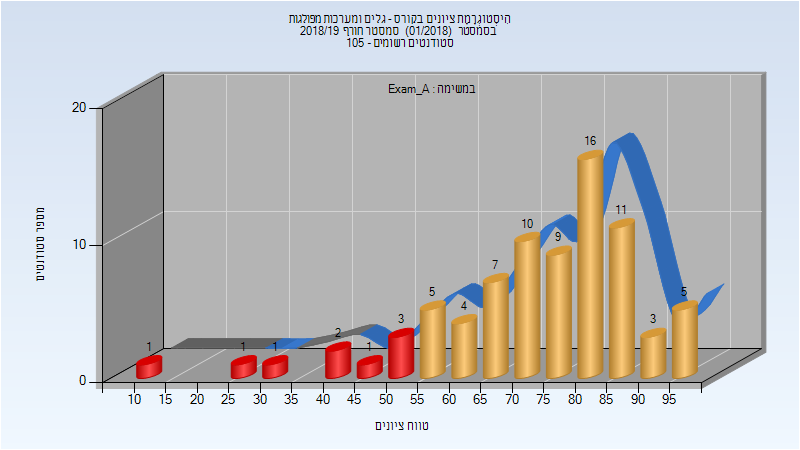 היסטוגרמת ציונים בקורס - גלים ומערכות מפולגות
בסמסטר (01/2018) סמסטר חורף 2018/19
סטודנטים רשומים - 105
במשימה : Exam_A
מספר סטודנטים
20
10
0
1
1
1
2
1
3
5
4
7
10
9
16
11
3
5
10 15 20 25 30 35 40 45 50 55 60 65 70 75 80 85 90 95
טווח ציונים